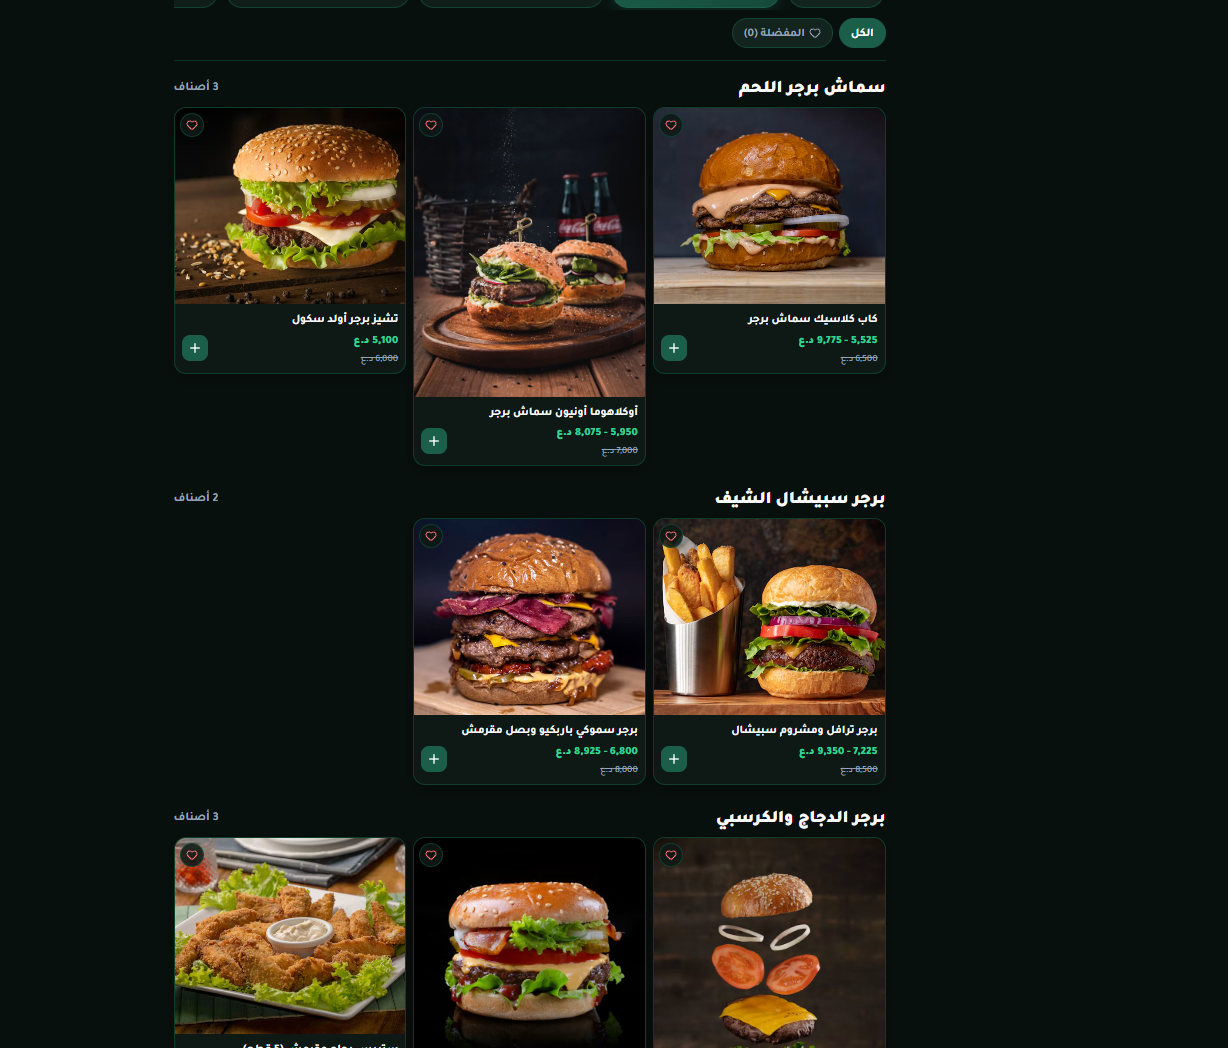 الكل
المفضلة (0)
سماش برجر اللحم
3 أصناف
كاب كلاسيك سماش برجر
5,525 - 9,775 د.ع
6,500 د.ع
أوكلاهوما أونيون سماش برجر
5,950 - 8,075 د.ع
7,000 د.ع
تشيز برجر أولد سكول
5,100 د.ع
6,000 د.ع
برجر سبيشال الشيف
2 أصناف
برجر ترافل ومشروم سبيشال
7,225 - 9,350 د.ع
8,500 د.ع
برجر سموكي باربكيو وبصل مقرمش
6,800 - 8,925 د.ع
8,000 د.ع
برجر الدجاج والكرسبي
3 أصناف